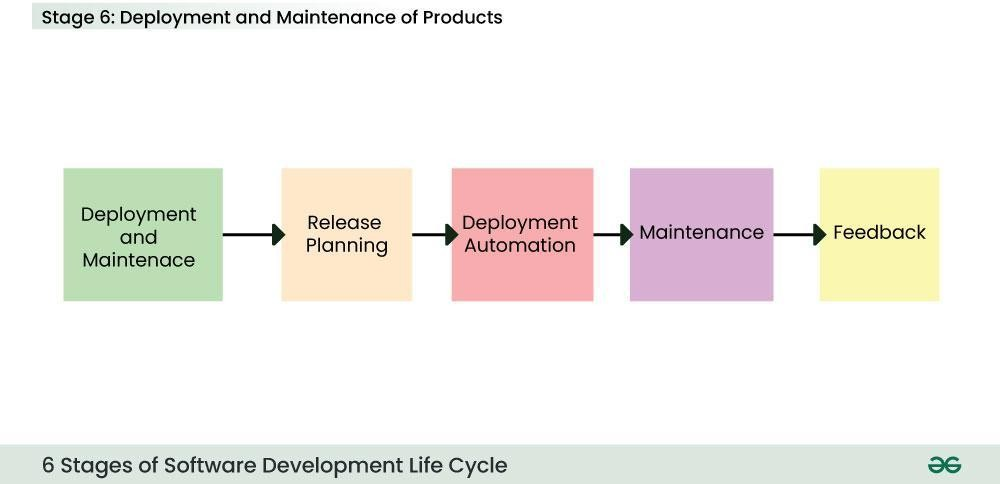 Stage 6: Deployment and Maintenance of Products
Deployment
and
Maintenace
Release
Planning
Deployment
Automation
Maintenance
Feedback
6 Stages of Software Development Life Cycle